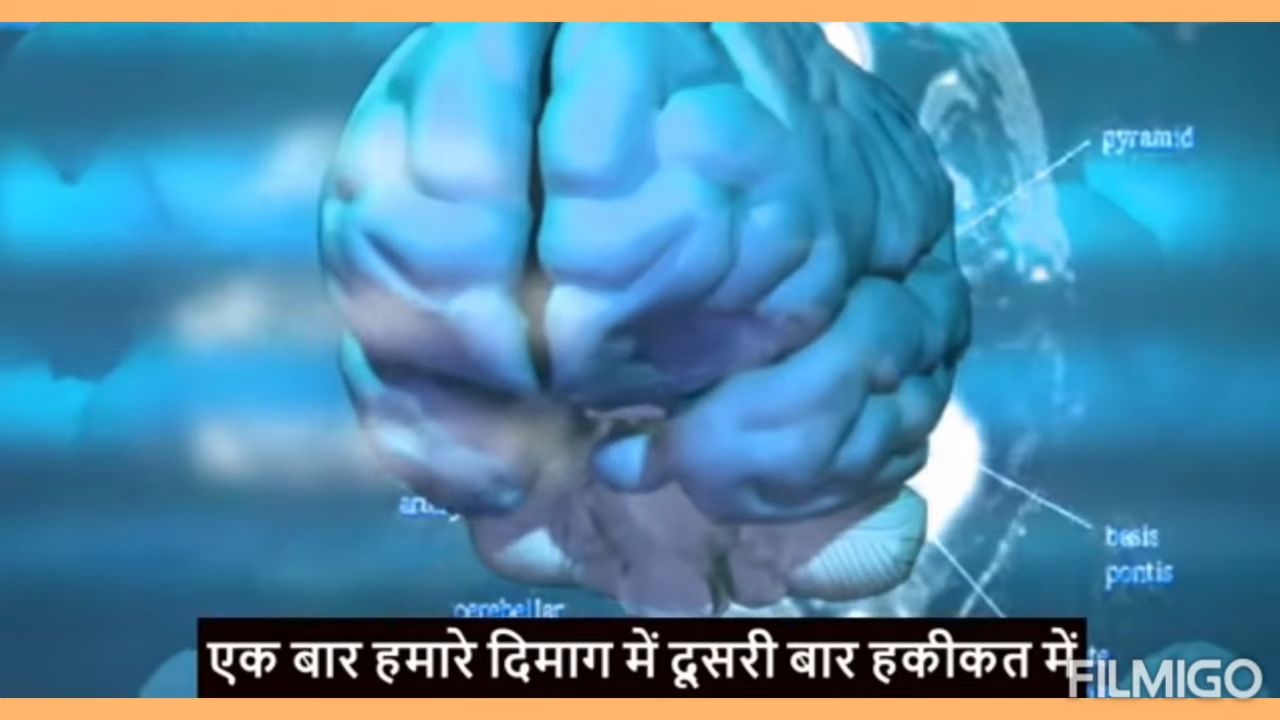 pyramid
basis
pontis
cerebellar
एक बार हमारे दिमाग में दूसरी बार हकीकत में
FILMIGO